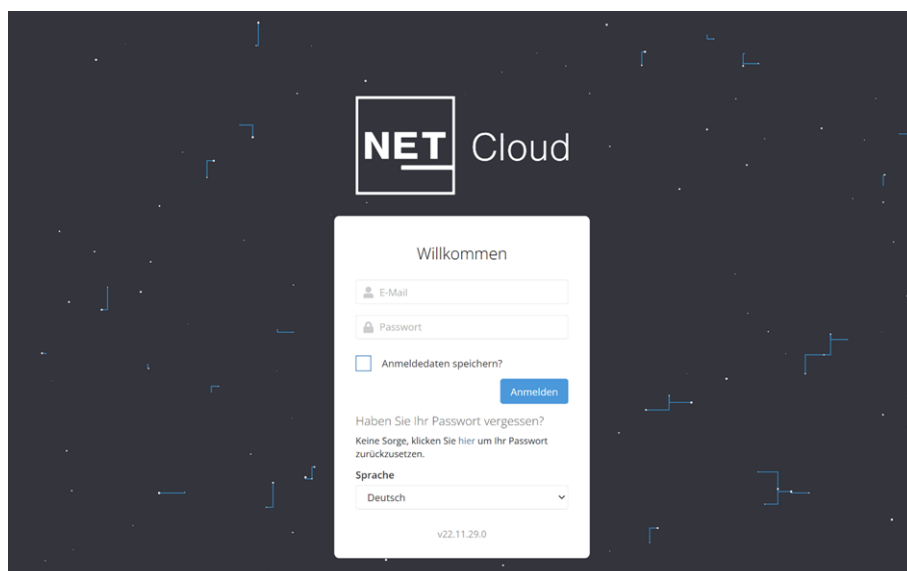 NET Cloud
Willkommen
E-Mail
Passwort
Anmeldedaten speichern?
Anmelden
Haben Sie Ihr Passwort vergessen?
Keine Sorge, klicken Sie hier um Ihr Passwort
zurückzusetzen.
Sprache
Deutsch
v22.11.29.0